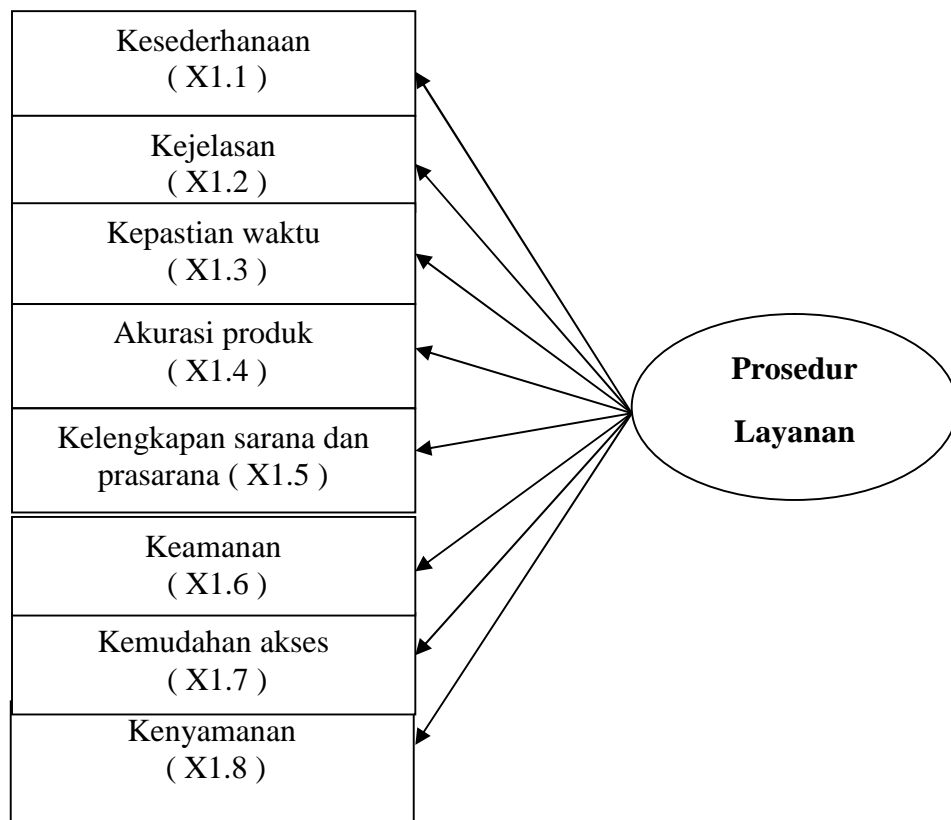 Kesederhanaan
( X1.1 )
Kejelasan
( X1.2 )
Kepastian waktu
( X1.3 )
Akurasi produk
( X1.4 )
Kelengkapan sarana dan
prasarana ( X1.5 )
Keamanan
( X1.6 )
Kemudahan akses
( X1.7 )
Kenyamanan
( X1.8 )
Prosedur
Layanan